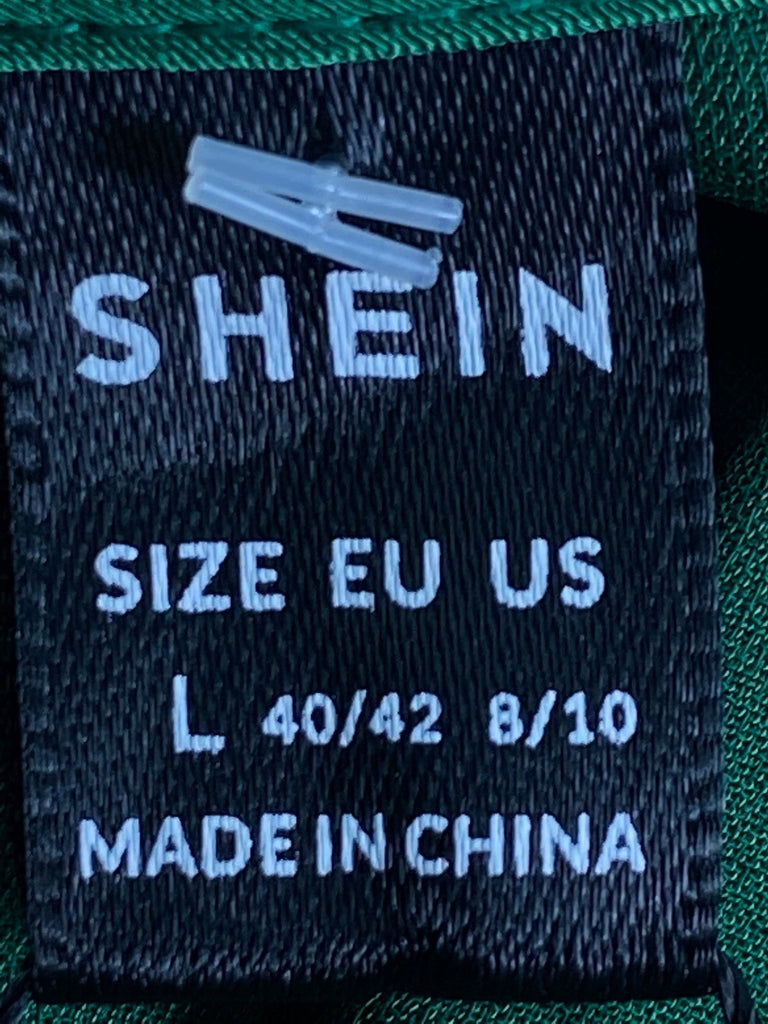 SHEIN
SIZE EU US
L 40/42 8/10
MADE IN CHINA